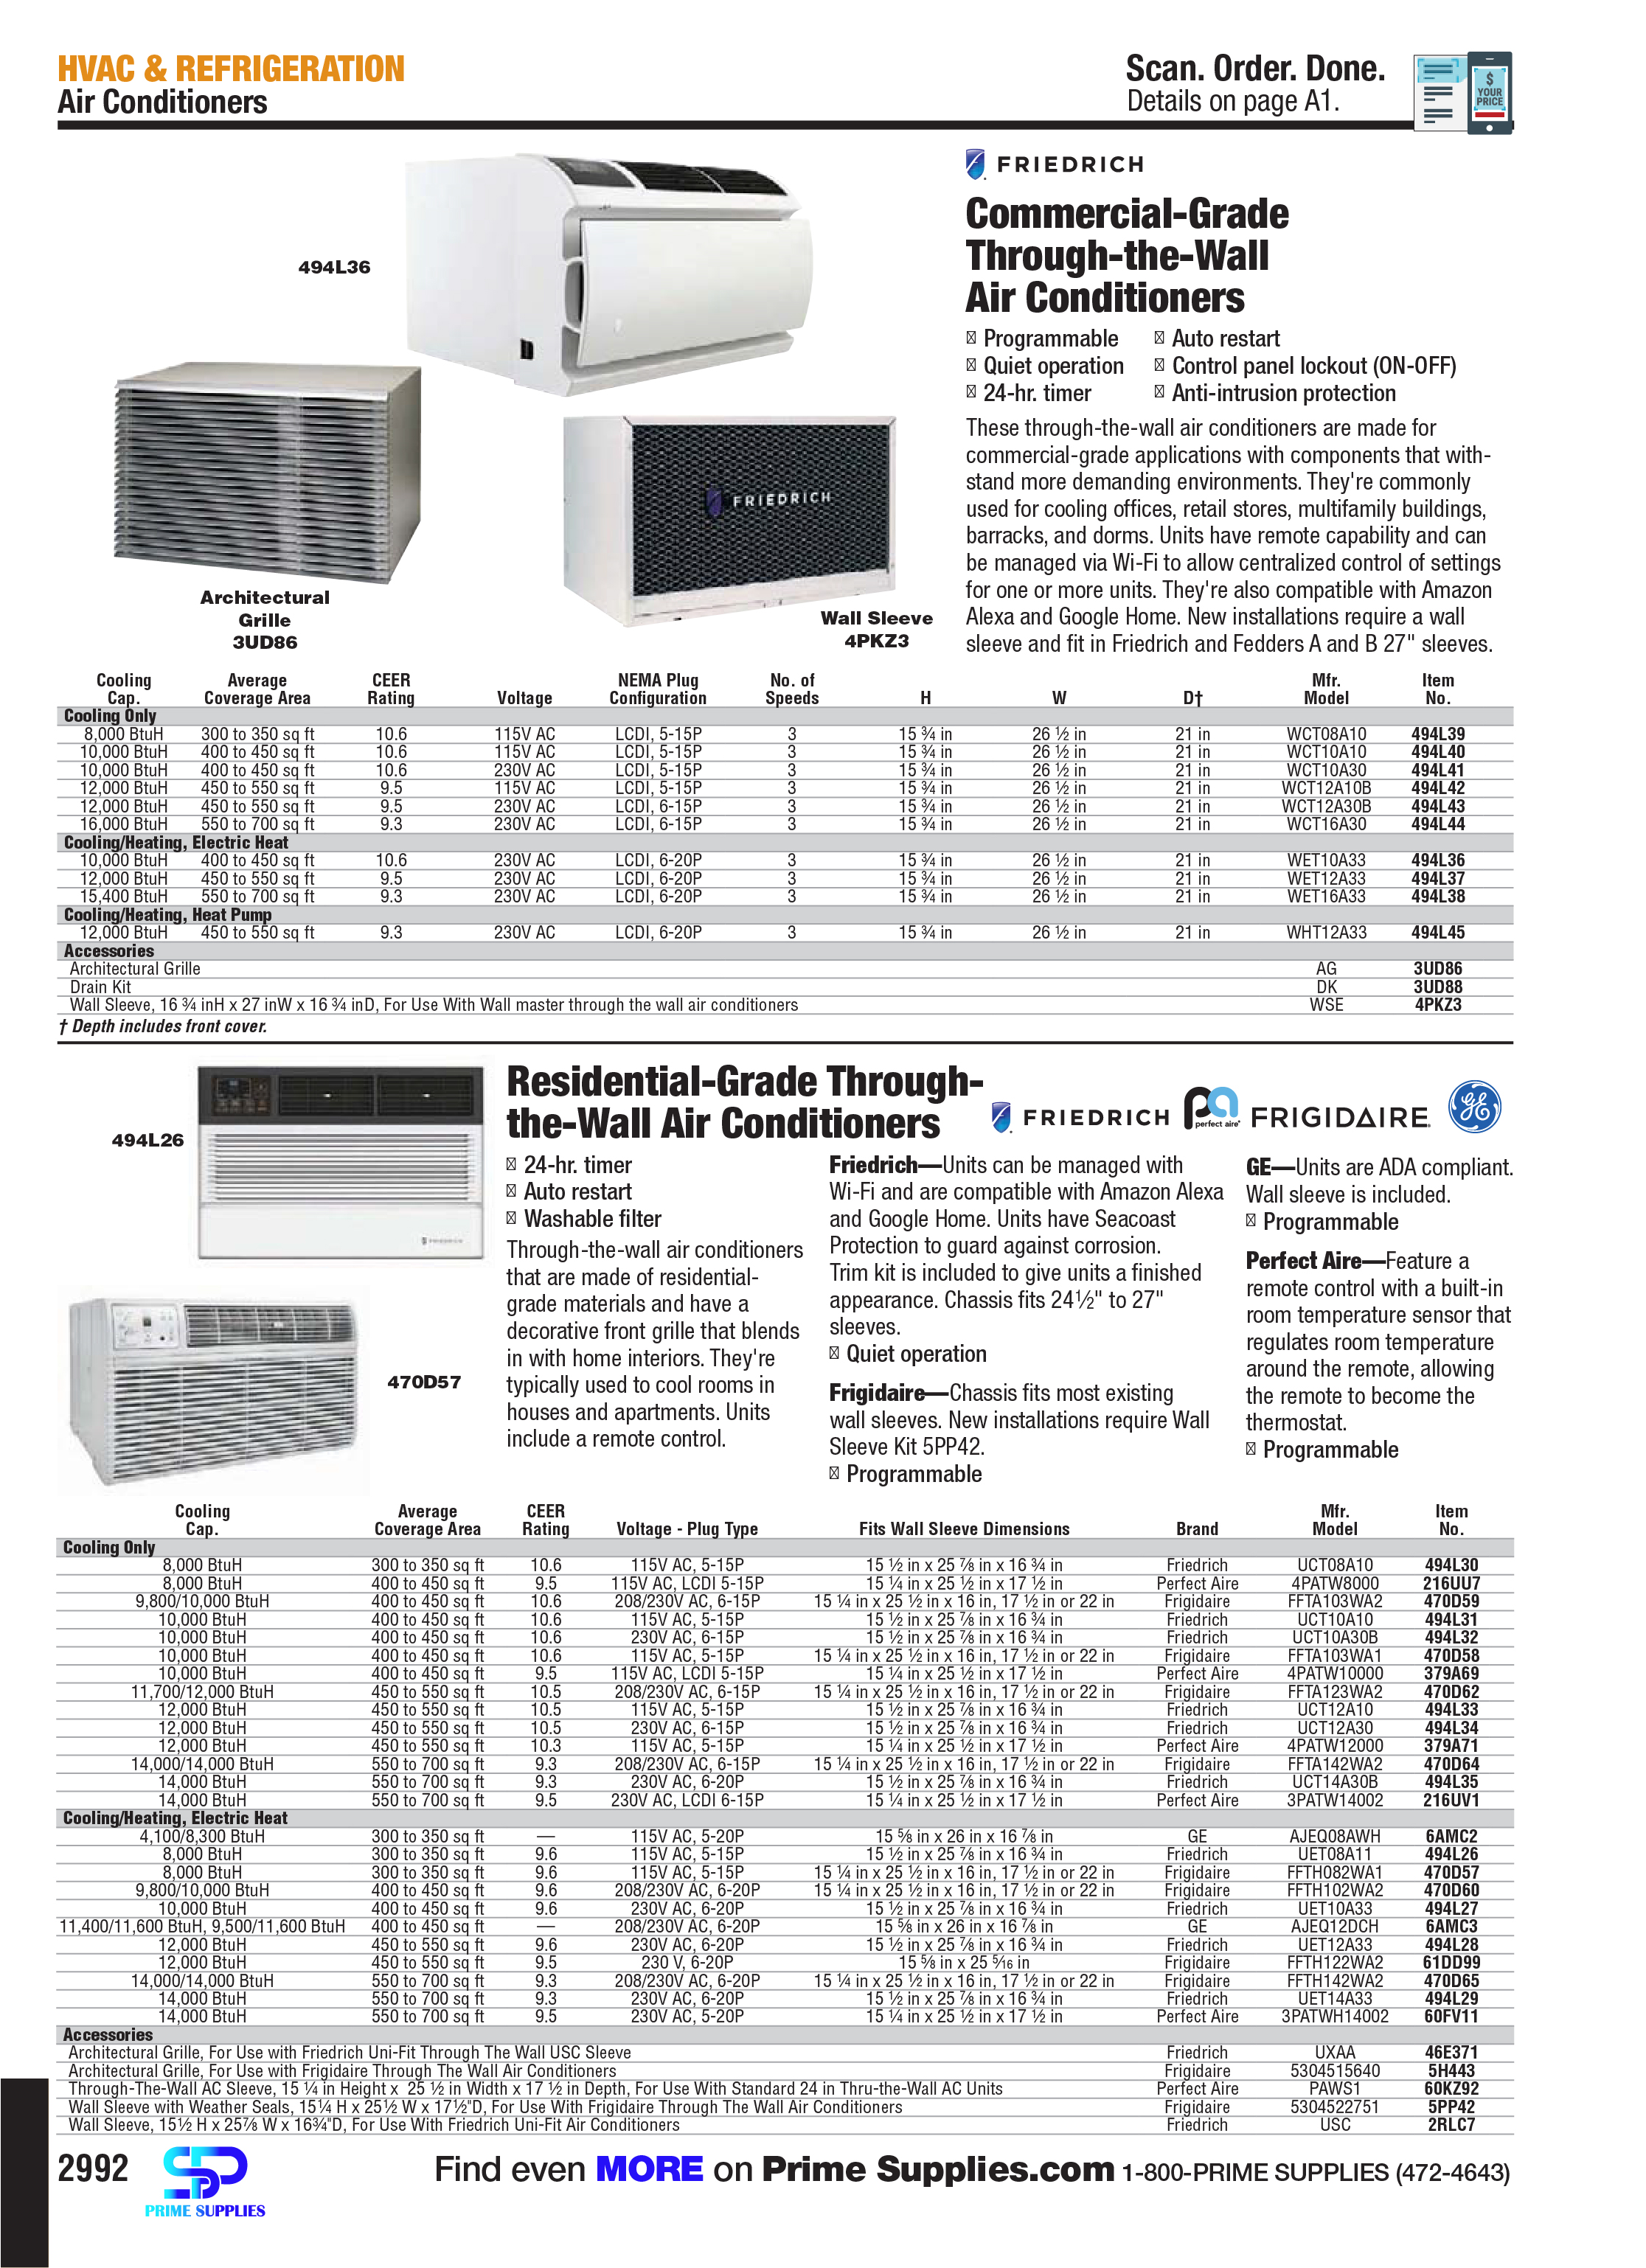 HVAC & REFRIGERATION
Air Conditioners
Scan. Order. Done.
Details on page A1.
$
YOUR
PRICE
494L36
Architectural
Grille
3UD86
FRIEDRICH
Wall Sleeve
4PKZ3
FRIEDRICH
Commercial-Grade
Through-the-Wall
Air Conditioners
Programmable
Quiet operation
24-hr. timer
Auto restart
Control panel lockout (ON-OFF)
Anti-intrusion protection
These through-the-wall air conditioners are made for
commercial-grade applications with components that with-
stand more demanding environments. They're commonly
used for cooling offices, retail stores, multifamily buildings,
barracks, and dorms. Units have remote capability and can
be managed via Wi-Fi to allow centralized control of settings
for one or more units. They're also compatible with Amazon
Alexa and Google Home. New installations require a wall
sleeve and fit in Friedrich and Fedders A and B 27" sleeves.
Cooling Cap. Average Coverage Area CEER Rating Voltage NEMA Plug Configuration No. of Speeds H W D† Mfr. Model Item No.
Cooling Only
8,000 BtuH 300 to 350 sq ft 10.6 115V AC LCDI, 5-15P 3 15 ¾ in 26 ½ in 21 in WCT08A10 494L39
10,000 BtuH 400 to 450 sq ft 10.6 115V AC LCDI, 5-15P 3 15 ¾ in 26 ½ in 21 in WCT10A10 494L40
10,000 BtuH 400 to 450 sq ft 10.6 230V AC LCDI, 5-15P 3 15 ¾ in 26 ½ in 21 in WCT10A30 494L41
12,000 BtuH 450 to 550 sq ft 9.5 115V AC LCDI, 5-15P 3 15 ¾ in 26 ½ in 21 in WCT12A10B 494L42
12,000 BtuH 450 to 550 sq ft 9.5 230V AC LCDI, 6-15P 3 15 ¾ in 26 ½ in 21 in WCT12A30B 494L43
16,000 BtuH 550 to 700 sq ft 9.3 230V AC LCDI, 6-15P 3 15 ¾ in 26 ½ in 21 in WCT16A30 494L44
Cooling/Heating, Electric Heat
10,000 BtuH 400 to 450 sq ft 10.6 230V AC LCDI, 6-20P 3 15 ¾ in 26 ½ in 21 in WET10A33 494L36
12,000 BtuH 450 to 550 sq ft 9.5 230V AC LCDI, 6-20P 3 15 ¾ in 26 ½ in 21 in WET12A33 494L37
15,400 BtuH 550 to 700 sq ft 9.3 230V AC LCDI, 6-20P 3 15 ¾ in 26 ½ in 21 in WET16A33 494L38
Cooling/Heating, Heat Pump
12,000 BtuH 450 to 550 sq ft 9.3 230V AC LCDI, 6-20P 3 15 ¾ in 26 ½ in 21 in WHT12A33 494L45
Accessories
Architectural Grille AG 3UD86
Drain Kit DK 3UD88
Wall Sleeve, 16 ¾ inH x 27 inW x 16 ¾ inD, For Use With Wall master through the wall air conditioners WSE 4PKZ3
† Depth includes front cover.
494L26
FRIEDRICH
470D57
Residential-Grade Through-
the-Wall Air Conditioners
FRIEDRICH
pa
perfect aire
FRIGIDAIRE
GE
24-hr. timer
Auto restart
Washable filter
Through-the-wall air conditioners
that are made of residential-
grade materials and have a
decorative front grille that blends
in with home interiors. They're
typically used to cool rooms in
houses and apartments. Units
include a remote control.
Friedrich—Units can be managed with
Wi-Fi and are compatible with Amazon Alexa
and Google Home. Units have Seacoast
Protection to guard against corrosion.
Trim kit is included to give units a finished
appearance. Chassis fits 24½" to 27"
sleeves.
Quiet operation
Frigidaire—Chassis fits most existing
wall sleeves. New installations require Wall
Sleeve Kit 5PP42.
Programmable
GE—Units are ADA compliant.
Wall sleeve is included.
Programmable
Perfect Aire—Feature a
remote control with a built-in
room temperature sensor that
regulates room temperature
around the remote, allowing
the remote to become the
thermostat.
Programmable
Cooling Cap. Average Coverage Area CEER Rating Voltage - Plug Type Fits Wall Sleeve Dimensions Brand Mfr. Model Item No.
Cooling Only
8,000 BtuH 300 to 350 sq ft 10.6 115V AC, 5-15P 15 ½ in x 25 ⅞ in x 16 ¾ in Friedrich UCT08A10 494L30
8,000 BtuH 400 to 450 sq ft 9.5 115V AC, LCDI 5-15P 15 ¼ in x 25 ½ in x 17 ½ in Perfect Aire 4PATW8000 216UU7
9,800/10,000 BtuH 400 to 450 sq ft 10.6 208/230V AC, 6-15P 15 ¼ in x 25 ½ in x 16 in, 17 ½ in or 22 in Frigidaire FFTA103WA2 470D59
10,000 BtuH 400 to 450 sq ft 10.6 115V AC, 5-15P 15 ½ in x 25 ⅞ in x 16 ¾ in Friedrich UCT10A10 494L31
10,000 BtuH 400 to 450 sq ft 10.6 230V AC, 6-15P 15 ½ in x 25 ⅞ in x 16 ¾ in Friedrich UCT10A30B 494L32
10,000 BtuH 400 to 450 sq ft 10.6 115V AC, 5-15P 15 ¼ in x 25 ½ in x 16 in, 17 ½ in or 22 in Frigidaire FFTA103WA1 470D58
10,000 BtuH 400 to 450 sq ft 9.5 115V AC, LCDI 5-15P 15 ¼ in x 25 ½ in x 17 ½ in Perfect Aire 4PATW10000 379A69
11,700/12,000 BtuH 450 to 550 sq ft 10.5 208/230V AC, 6-15P 15 ¼ in x 25 ½ in x 16 in, 17 ½ in or 22 in Frigidaire FFTA123WA2 470D62
12,000 BtuH 450 to 550 sq ft 10.5 115V AC, 5-15P 15 ½ in x 25 ⅞ in x 16 ¾ in Friedrich UCT12A10 494L33
12,000 BtuH 450 to 550 sq ft 10.5 230V AC, 6-15P 15 ½ in x 25 ⅞ in x 16 ¾ in Friedrich UCT12A30 494L34
12,000 BtuH 450 to 550 sq ft 10.3 115V AC, 5-15P 15 ¼ in x 25 ½ in x 17 ½ in Perfect Aire 4PATW12000 379A71
14,000/14,000 BtuH 550 to 700 sq ft 9.3 208/230V AC, 6-15P 15 ¼ in x 25 ½ in x 16 in, 17 ½ in or 22 in Frigidaire FFTA142WA2 470D64
14,000 BtuH 550 to 700 sq ft 9.3 230V AC, 6-20P 15 ½ in x 25 ⅞ in x 16 ¾ in Friedrich UCT14A30B 494L35
14,000 BtuH 550 to 700 sq ft 9.5 230V AC, LCDI 6-15P 15 ¼ in x 25 ½ in x 17 ½ in Perfect Aire 3PATW14002 216UV1
Cooling/Heating, Electric Heat
4,100/8,300 BtuH 300 to 350 sq ft — 115V AC, 5-20P 15 ⅝ in x 26 in x 16 ⅞ in GE AJEQ08AWH 6AMC2
8,000 BtuH 300 to 350 sq ft 9.6 115V AC, 5-15P 15 ½ in x 25 ⅞ in x 16 ¾ in Friedrich UET08A11 494L26
8,000 BtuH 300 to 350 sq ft 9.6 115V AC, 5-15P 15 ¼ in x 25 ½ in x 16 in, 17 ½ in or 22 in Frigidaire FFTH082WA1 470D57
9,800/10,000 BtuH 400 to 450 sq ft 9.6 208/230V AC, 6-20P 15 ¼ in x 25 ½ in x 16 in, 17 ½ in or 22 in Frigidaire FFTH102WA2 470D60
10,000 BtuH 400 to 450 sq ft 9.6 230V AC, 6-20P 15 ½ in x 25 ⅞ in x 16 ¾ in Friedrich UET10A33 494L27
11,400/11,600 BtuH, 9,500/11,600 BtuH 400 to 450 sq ft — 208/230V AC, 6-20P 15 ⅝ in x 26 in x 16 ⅞ in GE AJEQ12DCH 6AMC3
12,000 BtuH 450 to 550 sq ft 9.6 230V AC, 6-20P 15 ½ in x 25 ⅞ in x 16 ¾ in Friedrich UET12A33 494L28
12,000 BtuH 450 to 550 sq ft 9.5 230 V, 6-20P 15 ⅝ in x 25 5⁄16 in Frigidaire FFTH122WA2 61DD99
14,000/14,000 BtuH 550 to 700 sq ft 9.3 208/230V AC, 6-20P 15 ¼ in x 25 ½ in x 16 in, 17 ½ in or 22 in Frigidaire FFTH142WA2 470D65
14,000 BtuH 550 to 700 sq ft 9.3 230V AC, 6-20P 15 ½ in x 25 ⅞ in x 16 ¾ in Friedrich UET14A33 494L29
14,000 BtuH 550 to 700 sq ft 9.5 230V AC, 5-20P 15 ¼ in x 25 ½ in x 17 ½ in Perfect Aire 3PATWH14002 60FV11
Accessories
Architectural Grille, For Use with Friedrich Uni-Fit Through The Wall USC Sleeve Friedrich UXAA 46E371
Architectural Grille, For Use with Frigidaire Through The Wall Air Conditioners Frigidaire 5304515640 5H443
Through-The-Wall AC Sleeve, 15 ¼ in Height x 25 ½ in Width x 17 ½ in Depth, For Use With Standard 24 in Thru-the-Wall AC Units Perfect Aire PAWS1 60KZ92
Wall Sleeve with Weather Seals, 15¼ H x 25½ W x 17½"D, For Use With Frigidaire Through The Wall Air Conditioners Frigidaire 5304522751 5PP42
Wall Sleeve, 15½ H x 25⅞ W x 16¾"D, For Use With Friedrich Uni-Fit Air Conditioners Friedrich USC 2RLC7
2992
SPD
PRIME SUPPLIES
Find even MORE on Prime Supplies.com 1-800-PRIME SUPPLIES (472-4643)